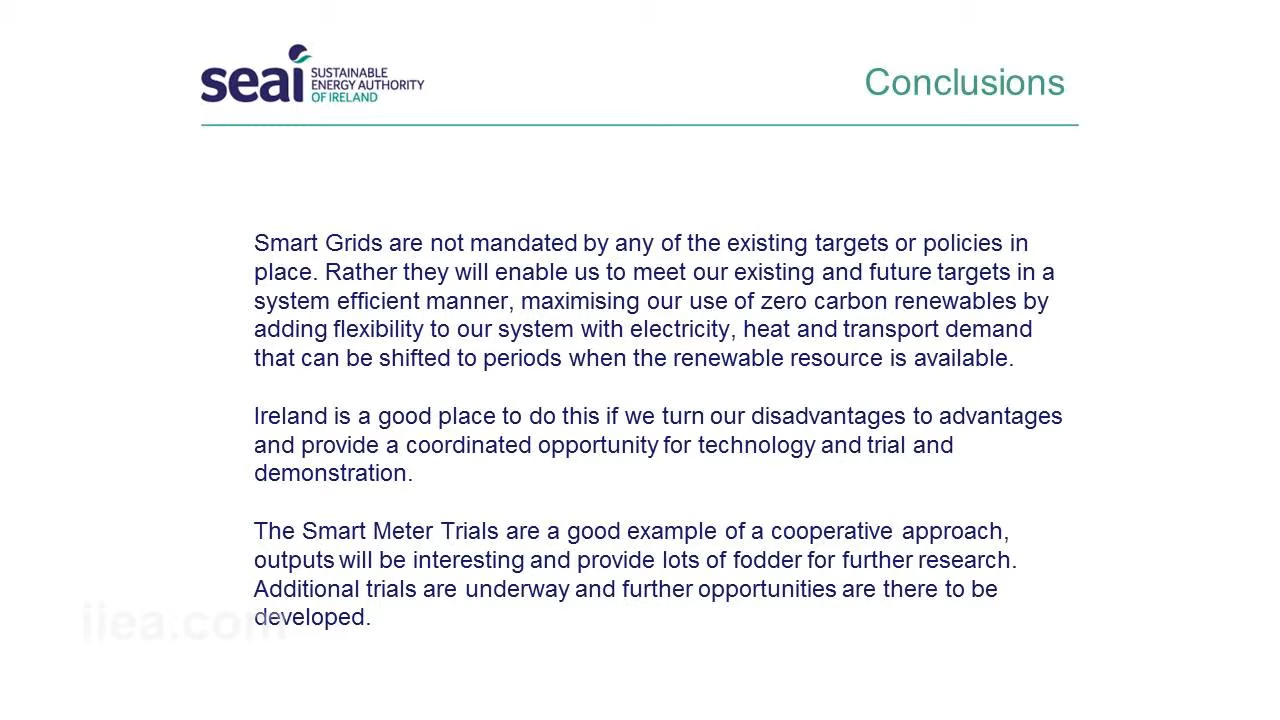 seai SUSTAINABLE
ENERGY AUTHORITY
OF IRELAND
Conclusions
Smart Grids are not mandated by any of the existing targets or policies in
place. Rather they will enable us to meet our existing and future targets in a
system efficient manner, maximising our use of zero carbon renewables by
adding flexibility to our system with electricity, heat and transport demand
that can be shifted to periods when the renewable resource is available.
Ireland is a good place to do this if we turn our disadvantages to advantages
and provide a coordinated opportunity for technology and trial and
demonstration.
The Smart Meter Trials are a good example of a cooperative approach,
outputs will be interesting and provide lots of fodder for further research.
Additional trials are underway and further opportunities are there to be
developed.
iiea.com